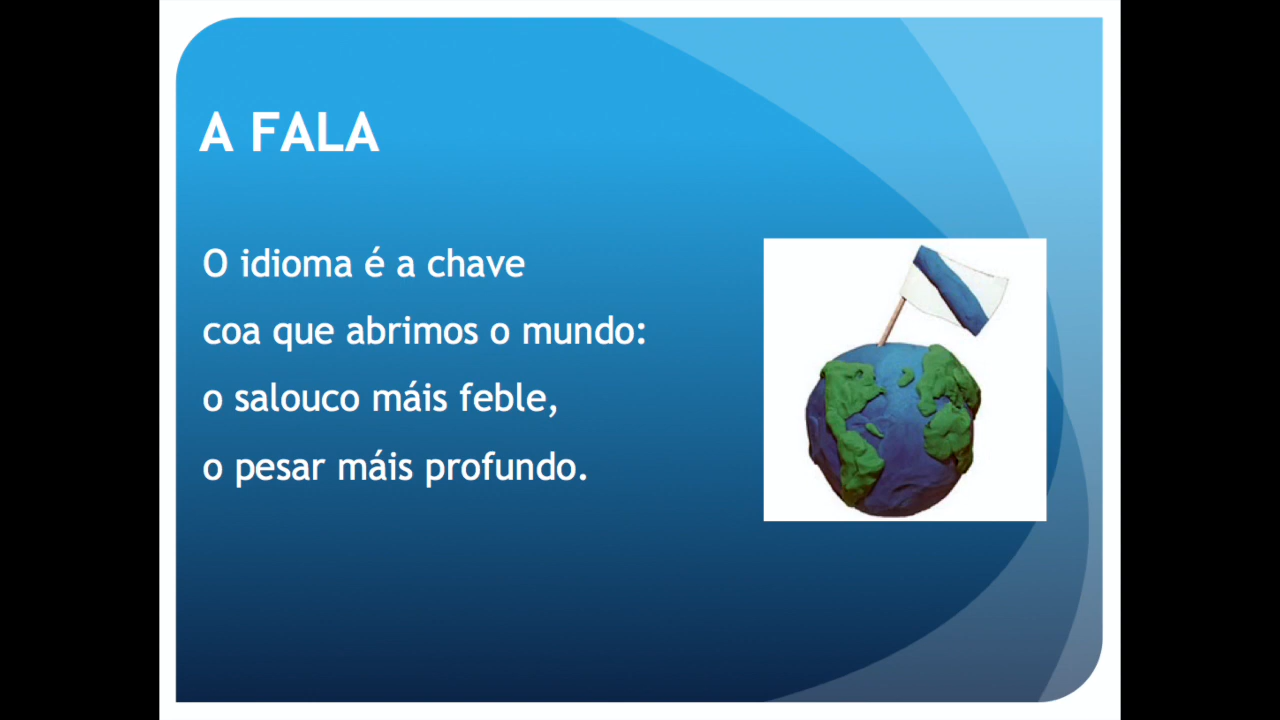 A FALA
O idioma é a chave
coa que abrimos o mundo:
o salouco máis feble,
o pesar máis profundo.